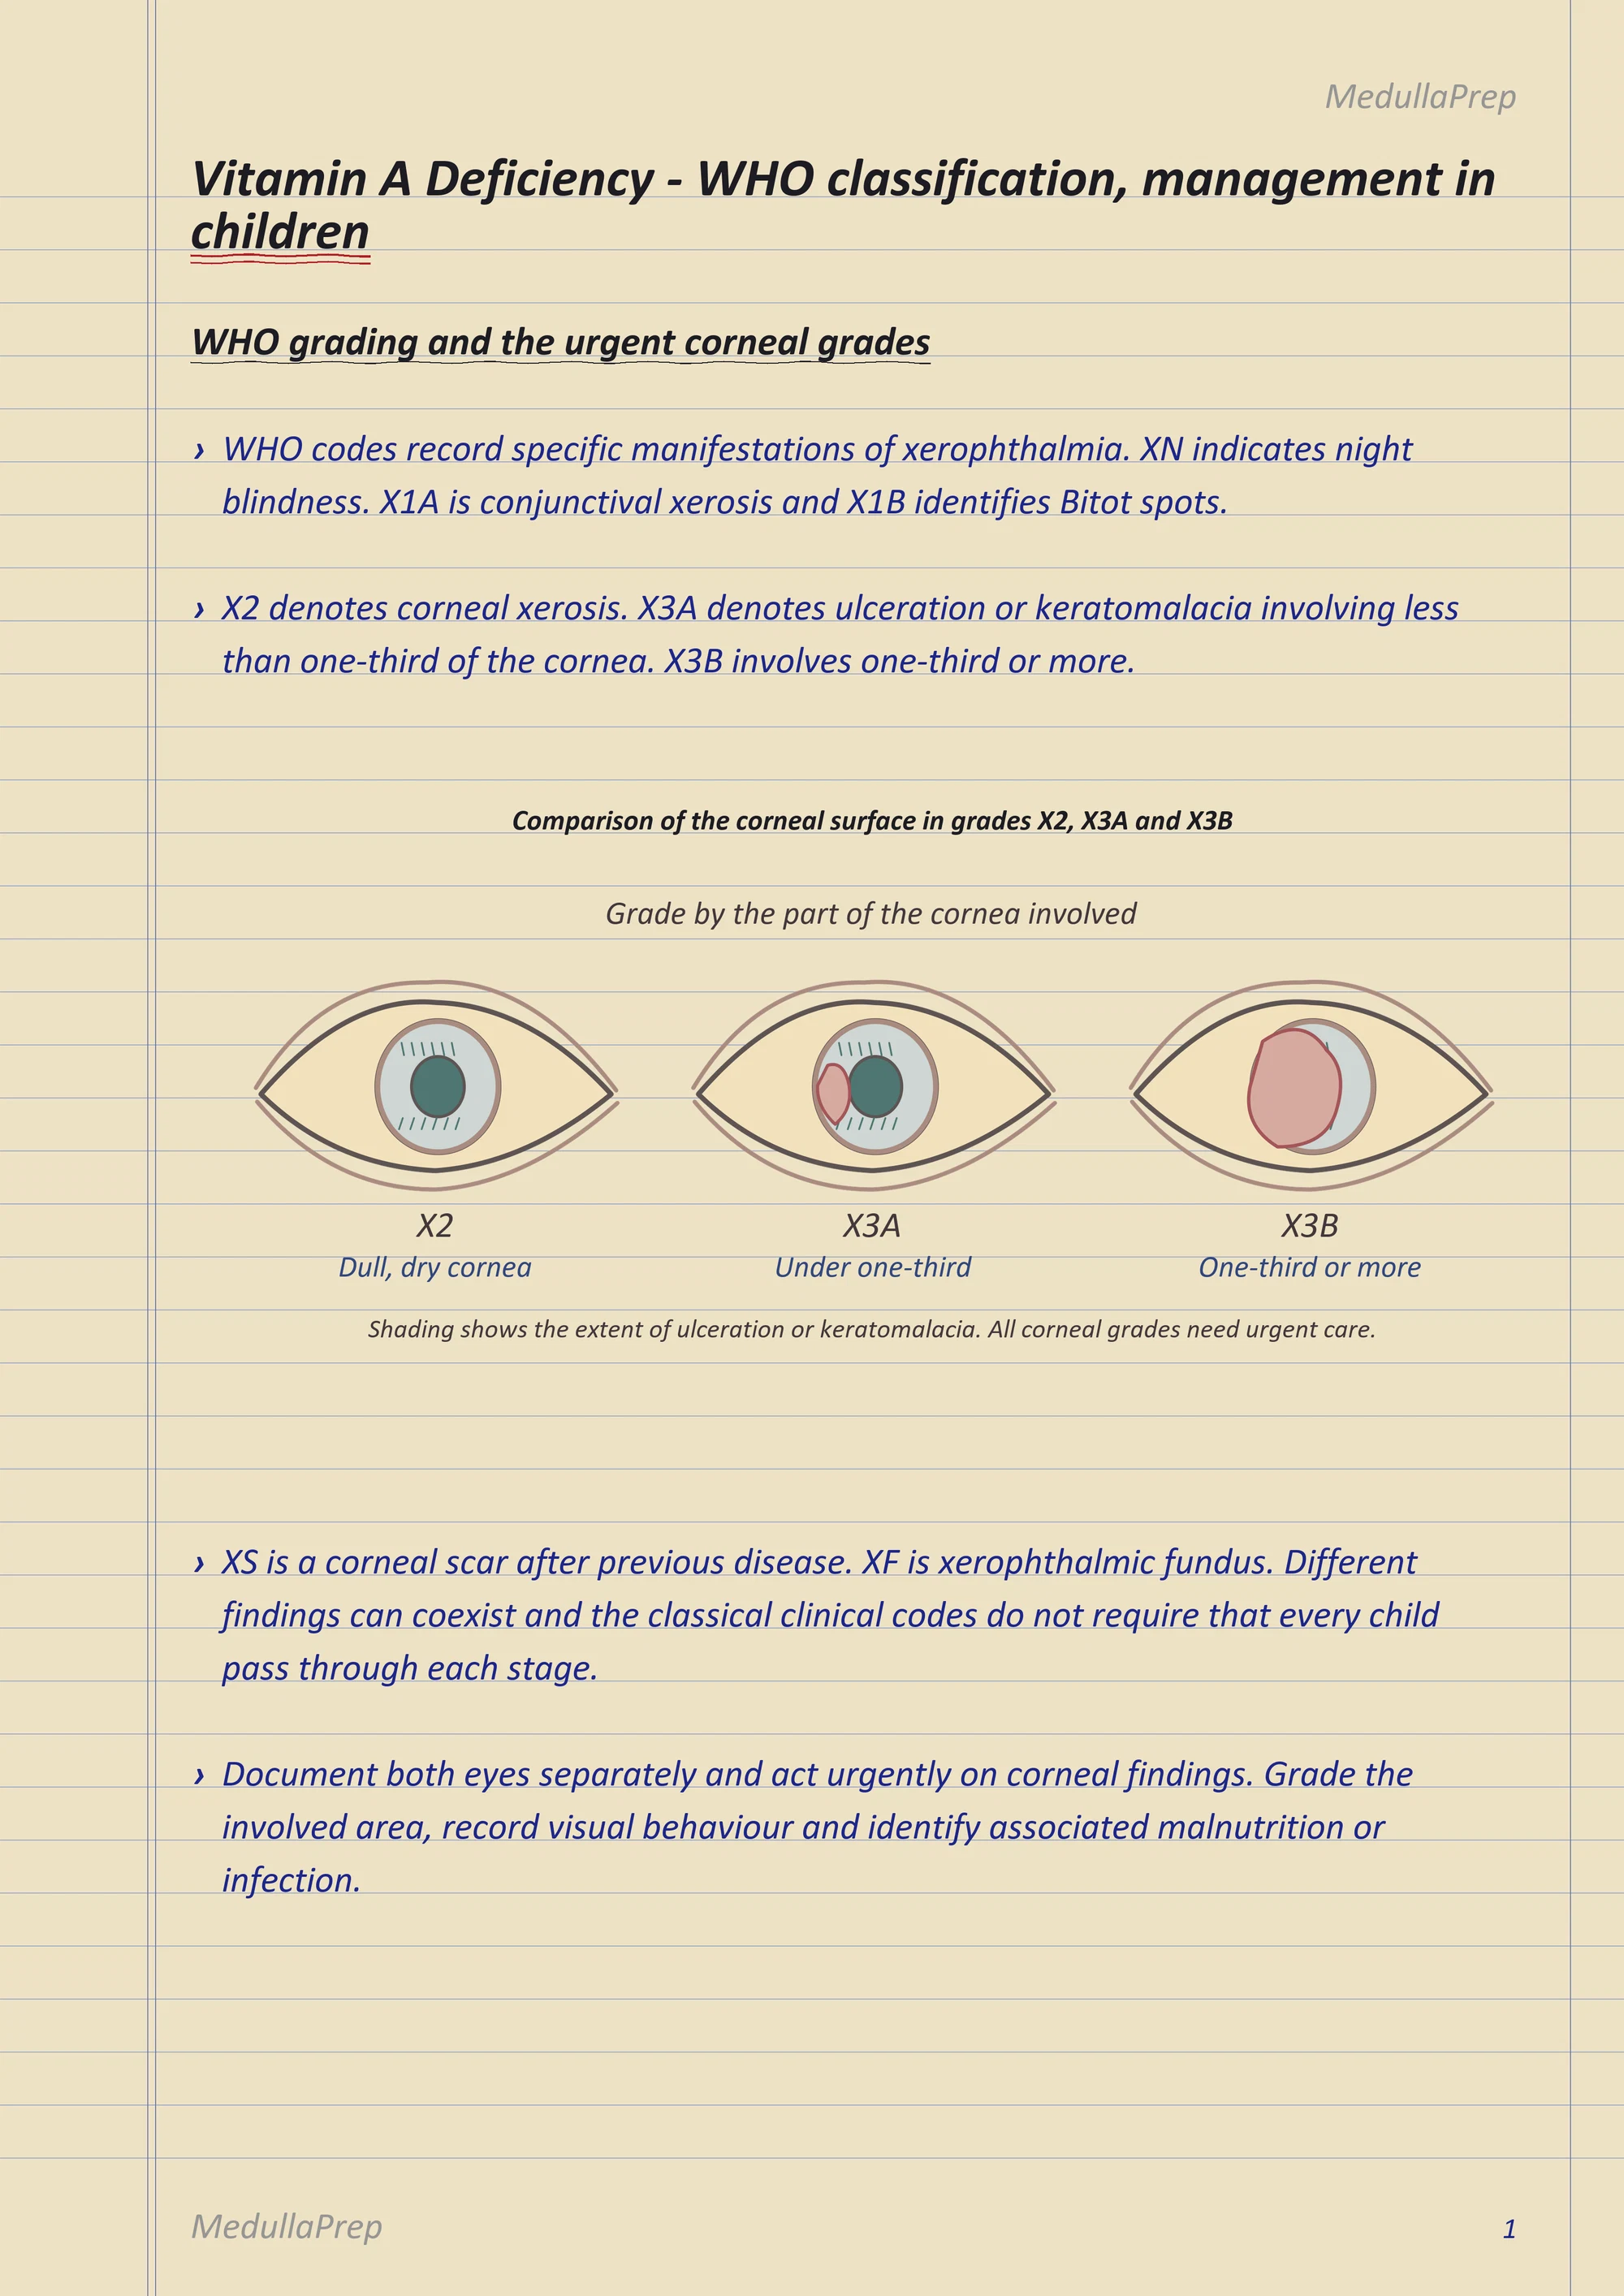 MedullaPrep
Vitamin A Deficiency - WHO classification, management in
children
WHO grading and the urgent corneal grades
› WHO codes record specific manifestations of xerophthalmia. XN indicates night
blindness. X1A is conjunctival xerosis and X1B identifies Bitot spots.
› X2 denotes corneal xerosis. X3A denotes ulceration or keratomalacia involving less
than one-third of the cornea. X3B involves one-third or more.
Comparison of the corneal surface in grades X2, X3A and X3B
Grade by the part of the cornea involved
X2 X3A X3B
Dull, dry cornea Under one-third One-third or more
Shading shows the extent of ulceration or keratomalacia. All corneal grades need urgent care.
› XS is a corneal scar after previous disease. XF is xerophthalmic fundus. Different
findings can coexist and the classical clinical codes do not require that every child
pass through each stage.
› Document both eyes separately and act urgently on corneal findings. Grade the
involved area, record visual behaviour and identify associated malnutrition or
infection.
MedullaPrep 1